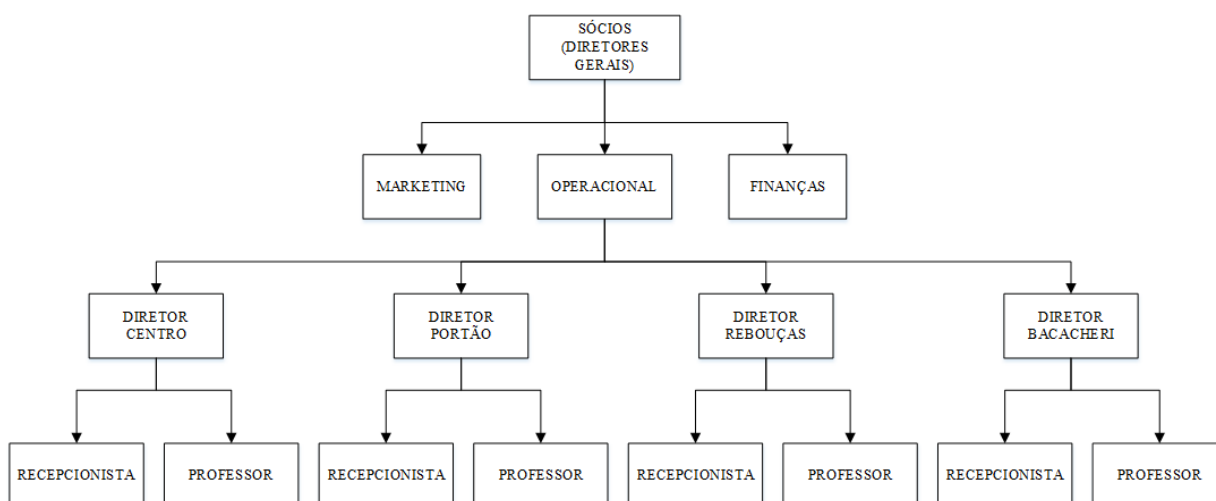 SÓCIOS
(DIRETORES
GERAIS)
MARKETING
OPERACIONAL
FINANÇAS
DIRETOR
CENTRO
DIRETOR
PORTÃO
DIRETOR
REBOUÇAS
DIRETOR
BACACHERI
RECEPCIONISTA
PROFESSOR
RECEPCIONISTA
PROFESSOR
RECEPCIONISTA
PROFESSOR
RECEPCIONISTA
PROFESSOR